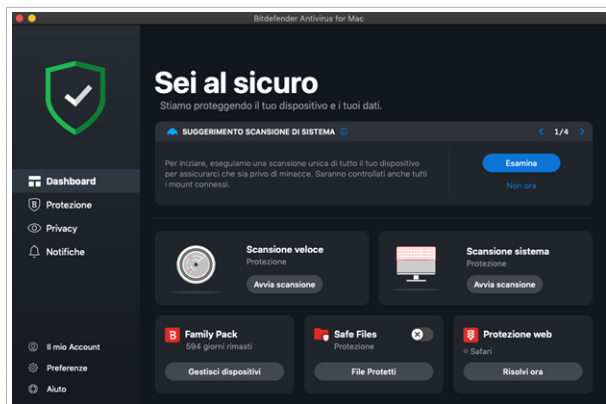 Bitdefender Antivirus for Mac
Sei al sicuro
Stiamo proteggendo il tuo dispositivo e i tuoi dati.
SUGGERIMENTO SCANSIONE DI SISTEMA
1/4
Per iniziare, eseguiamo una scansione unica di tutto il tuo dispositivo
per assicurarci che sia privo di minacce. Saranno controllati anche tutti
i mount connessi.
Esamina
Non ora
Dashboard
Protezione
Privacy
Notifiche
Scansione veloce
Protezione
Avvia scansione
Scansione sistema
Protezione
Avvia scansione
B
Family Pack
594 giorni rimasti
Gestisci dispositivi
Safe Files
Protezione
File Protetti
Protezione web
Safari
Risolvi ora
Il mio Account
Preferenze
Aiuto